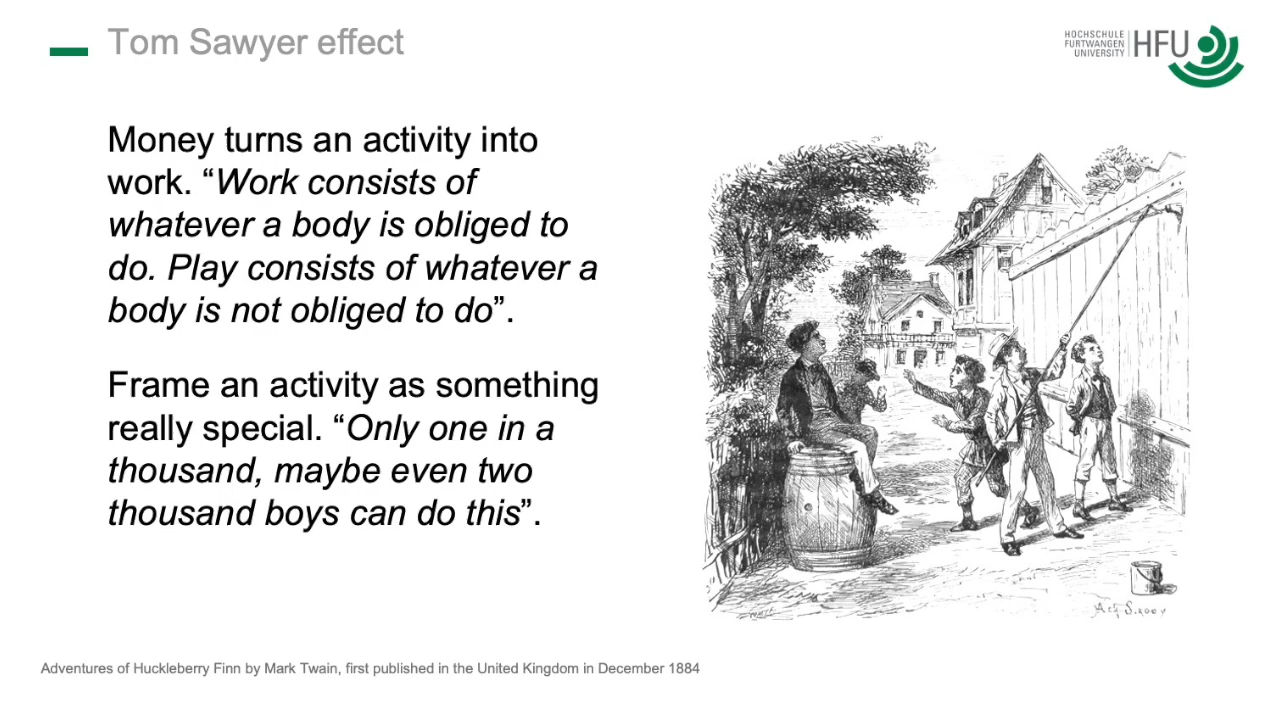 Tom Sawyer effect
HOCHSCHULE
FURTWANGEN
UNIVERSITY
HFU
Money turns an activity into
work. “Work consists of
whatever a body is obliged to
do. Play consists of whatever a
body is not obliged to do”.
Frame an activity as something
really special. “Only one in a
thousand, maybe even two
thousand boys can do this”.
Adventures of Huckleberry Finn by Mark Twain, first published in the United Kingdom in December 1884